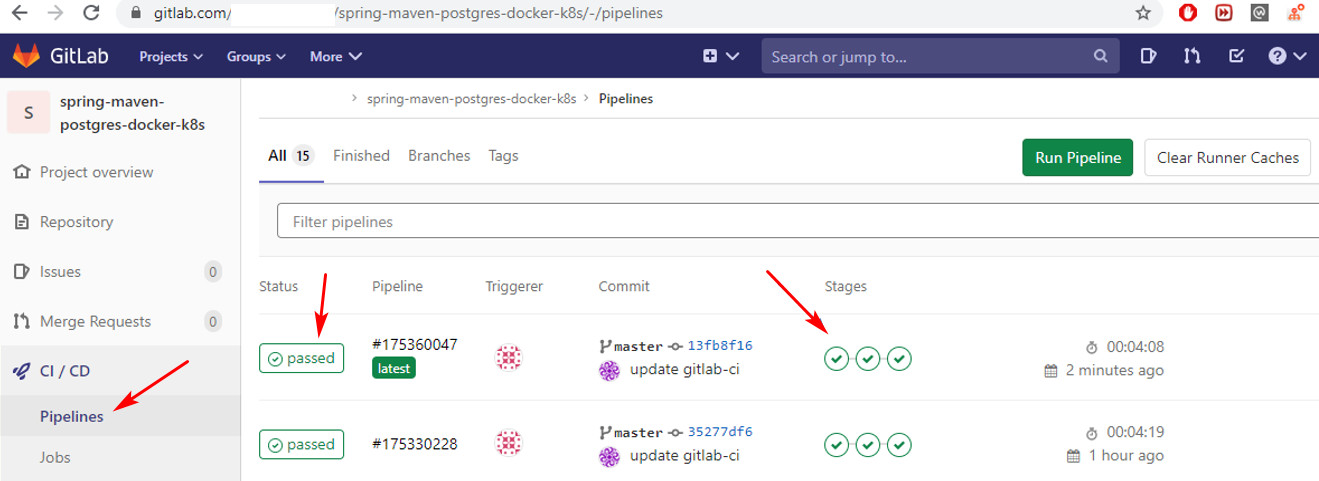 gitlab.com/ /spring-maven-postgres-docker-k8s/-/pipelines
GitLab Projects Groups More Search or jump to...
S spring-maven-postgres-docker-k8s
spring-maven-postgres-docker-k8s > Pipelines
All 15 Finished Branches Tags Run Pipeline Clear Runner Caches
Project overview
Repository
Filter pipelines
Issues 0
Status Pipeline Triggerer Commit Stages
Merge Requests 0
#175360047 master 13fb8f16 00:04:08
passed latest update gitlab-ci 2 minutes ago
CI / CD
Pipelines
passed #175330228 master 35277df6 00:04:19
update gitlab-ci 1 hour ago
Jobs